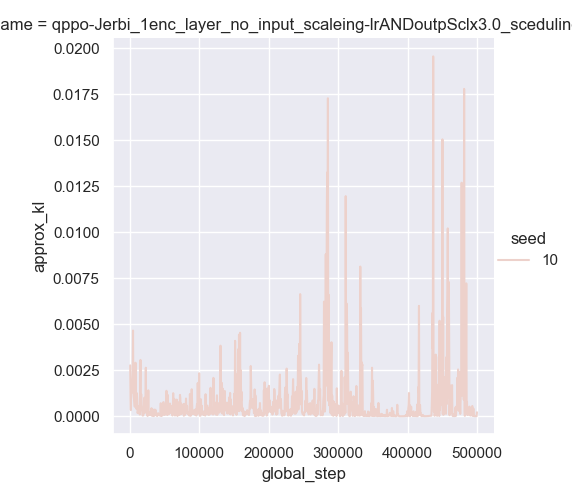 ame = qppo-Jerbi_1enc_layer_no_input_scaleing-lrANDoutpSclx3.0_scedulin
0.0200
0.0175
0.0150
0.0125
0.0100
0.0075
0.0050
0.0025
0.0000
approx_kl
0 100000 200000 300000 400000 500000
global_step
seed
10